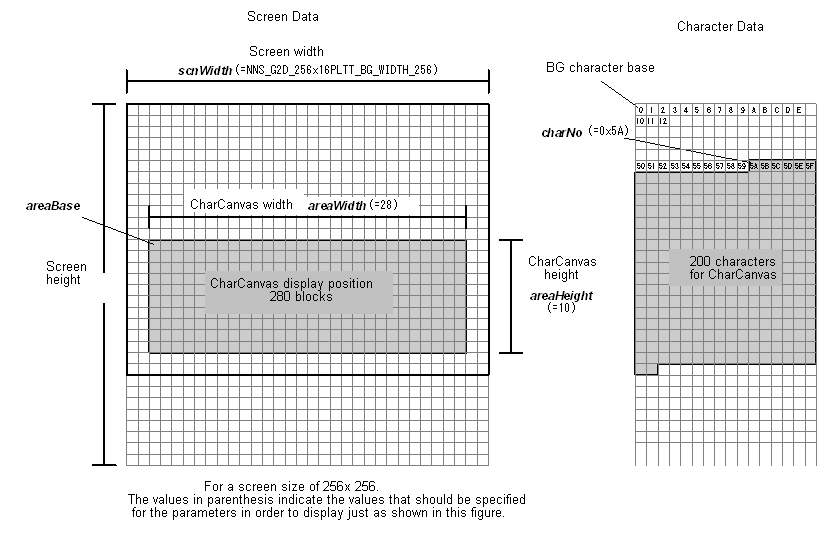 Screen Data
Character Data
Screen width
scnWidth (=NNS_G2D_256x16PLTT_BG_WIDTH_256)
BG character base
0 1 2 3 4 5 6 7 8 9 A B C D E
10 11 12
charNo (=0x5A)
50 51 52 53 54 55 56 57 58 59 5A 5B 5C 5D 5E 5F
CharCanvas width areaWidth (=28)
areaBase
Screen
height
CharCanvas display position
280 blocks
CharCanvas
height
areaHeight
(=10)
200 characters
for CharCanvas
For a screen size of 256x 256.
The values in parenthesis indicate the values that should be specified
for the parameters in order to display just as shown in this figure.